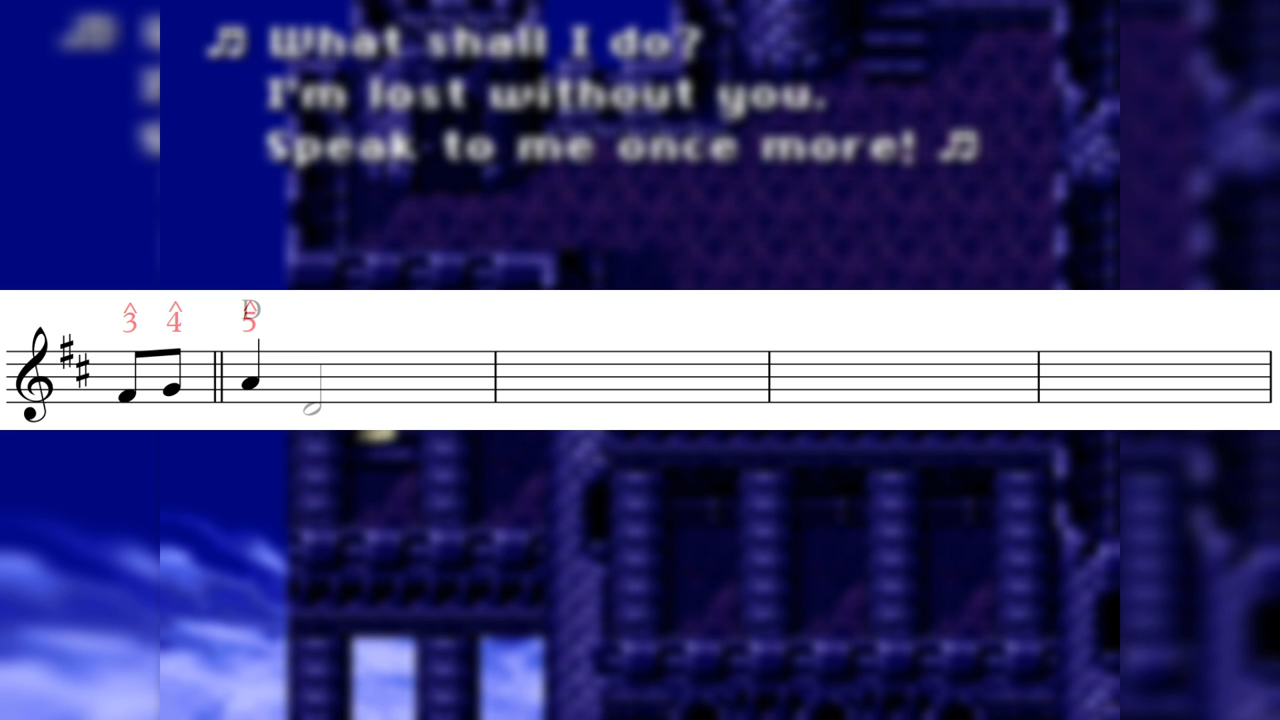 ♫ What shall I do?
I'm lost without you.
Speak to me once more! ♫
D
3 4 5